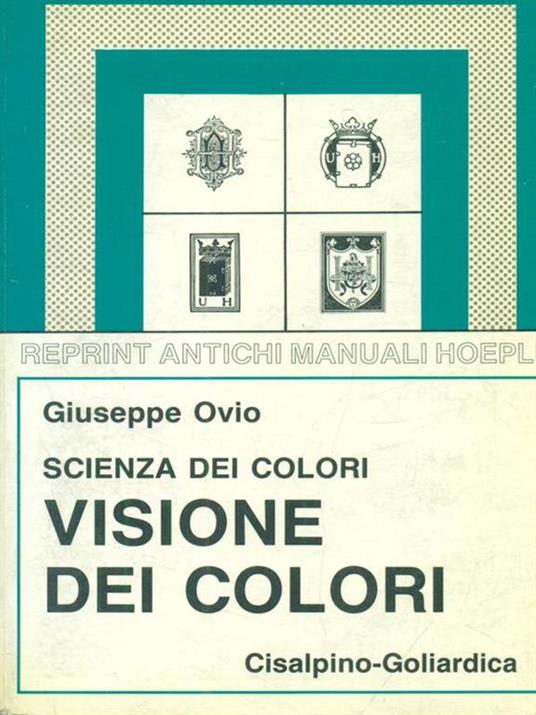 U H
U H
REPRINT ANTICHI MANUALI HOEPL
Giuseppe Ovio
SCIENZA DEI COLORI
VISIONE
DEI COLORI
Cisalpino-Goliardica